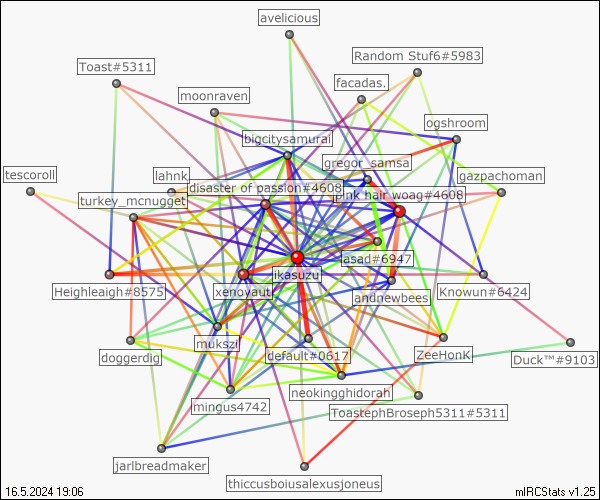 avelicious
Random Stuf6#5983
Toast#5311
facadas.
moonraven
ogshroom
bigcitysamurai
gregor_samsa
tescoroll
lahnk
gazpachoman
disaster of passion#4608
pink hair woag#4608
turkey_mcnugget
jasad#6947
ikasuzu
Heighleaigh#8575
xenoyaut
andnewbees
Knowun#6424
mukszil
default#0617
ZeeHonK
doggerdig
Duck™#9103
neokingghidorah
mingus4742
ToastephBroseph5311#5311
jarlbreadmaker
thiccusboiusalexusjoneus
16.5.2024 19:06
mIRCStats v1.25